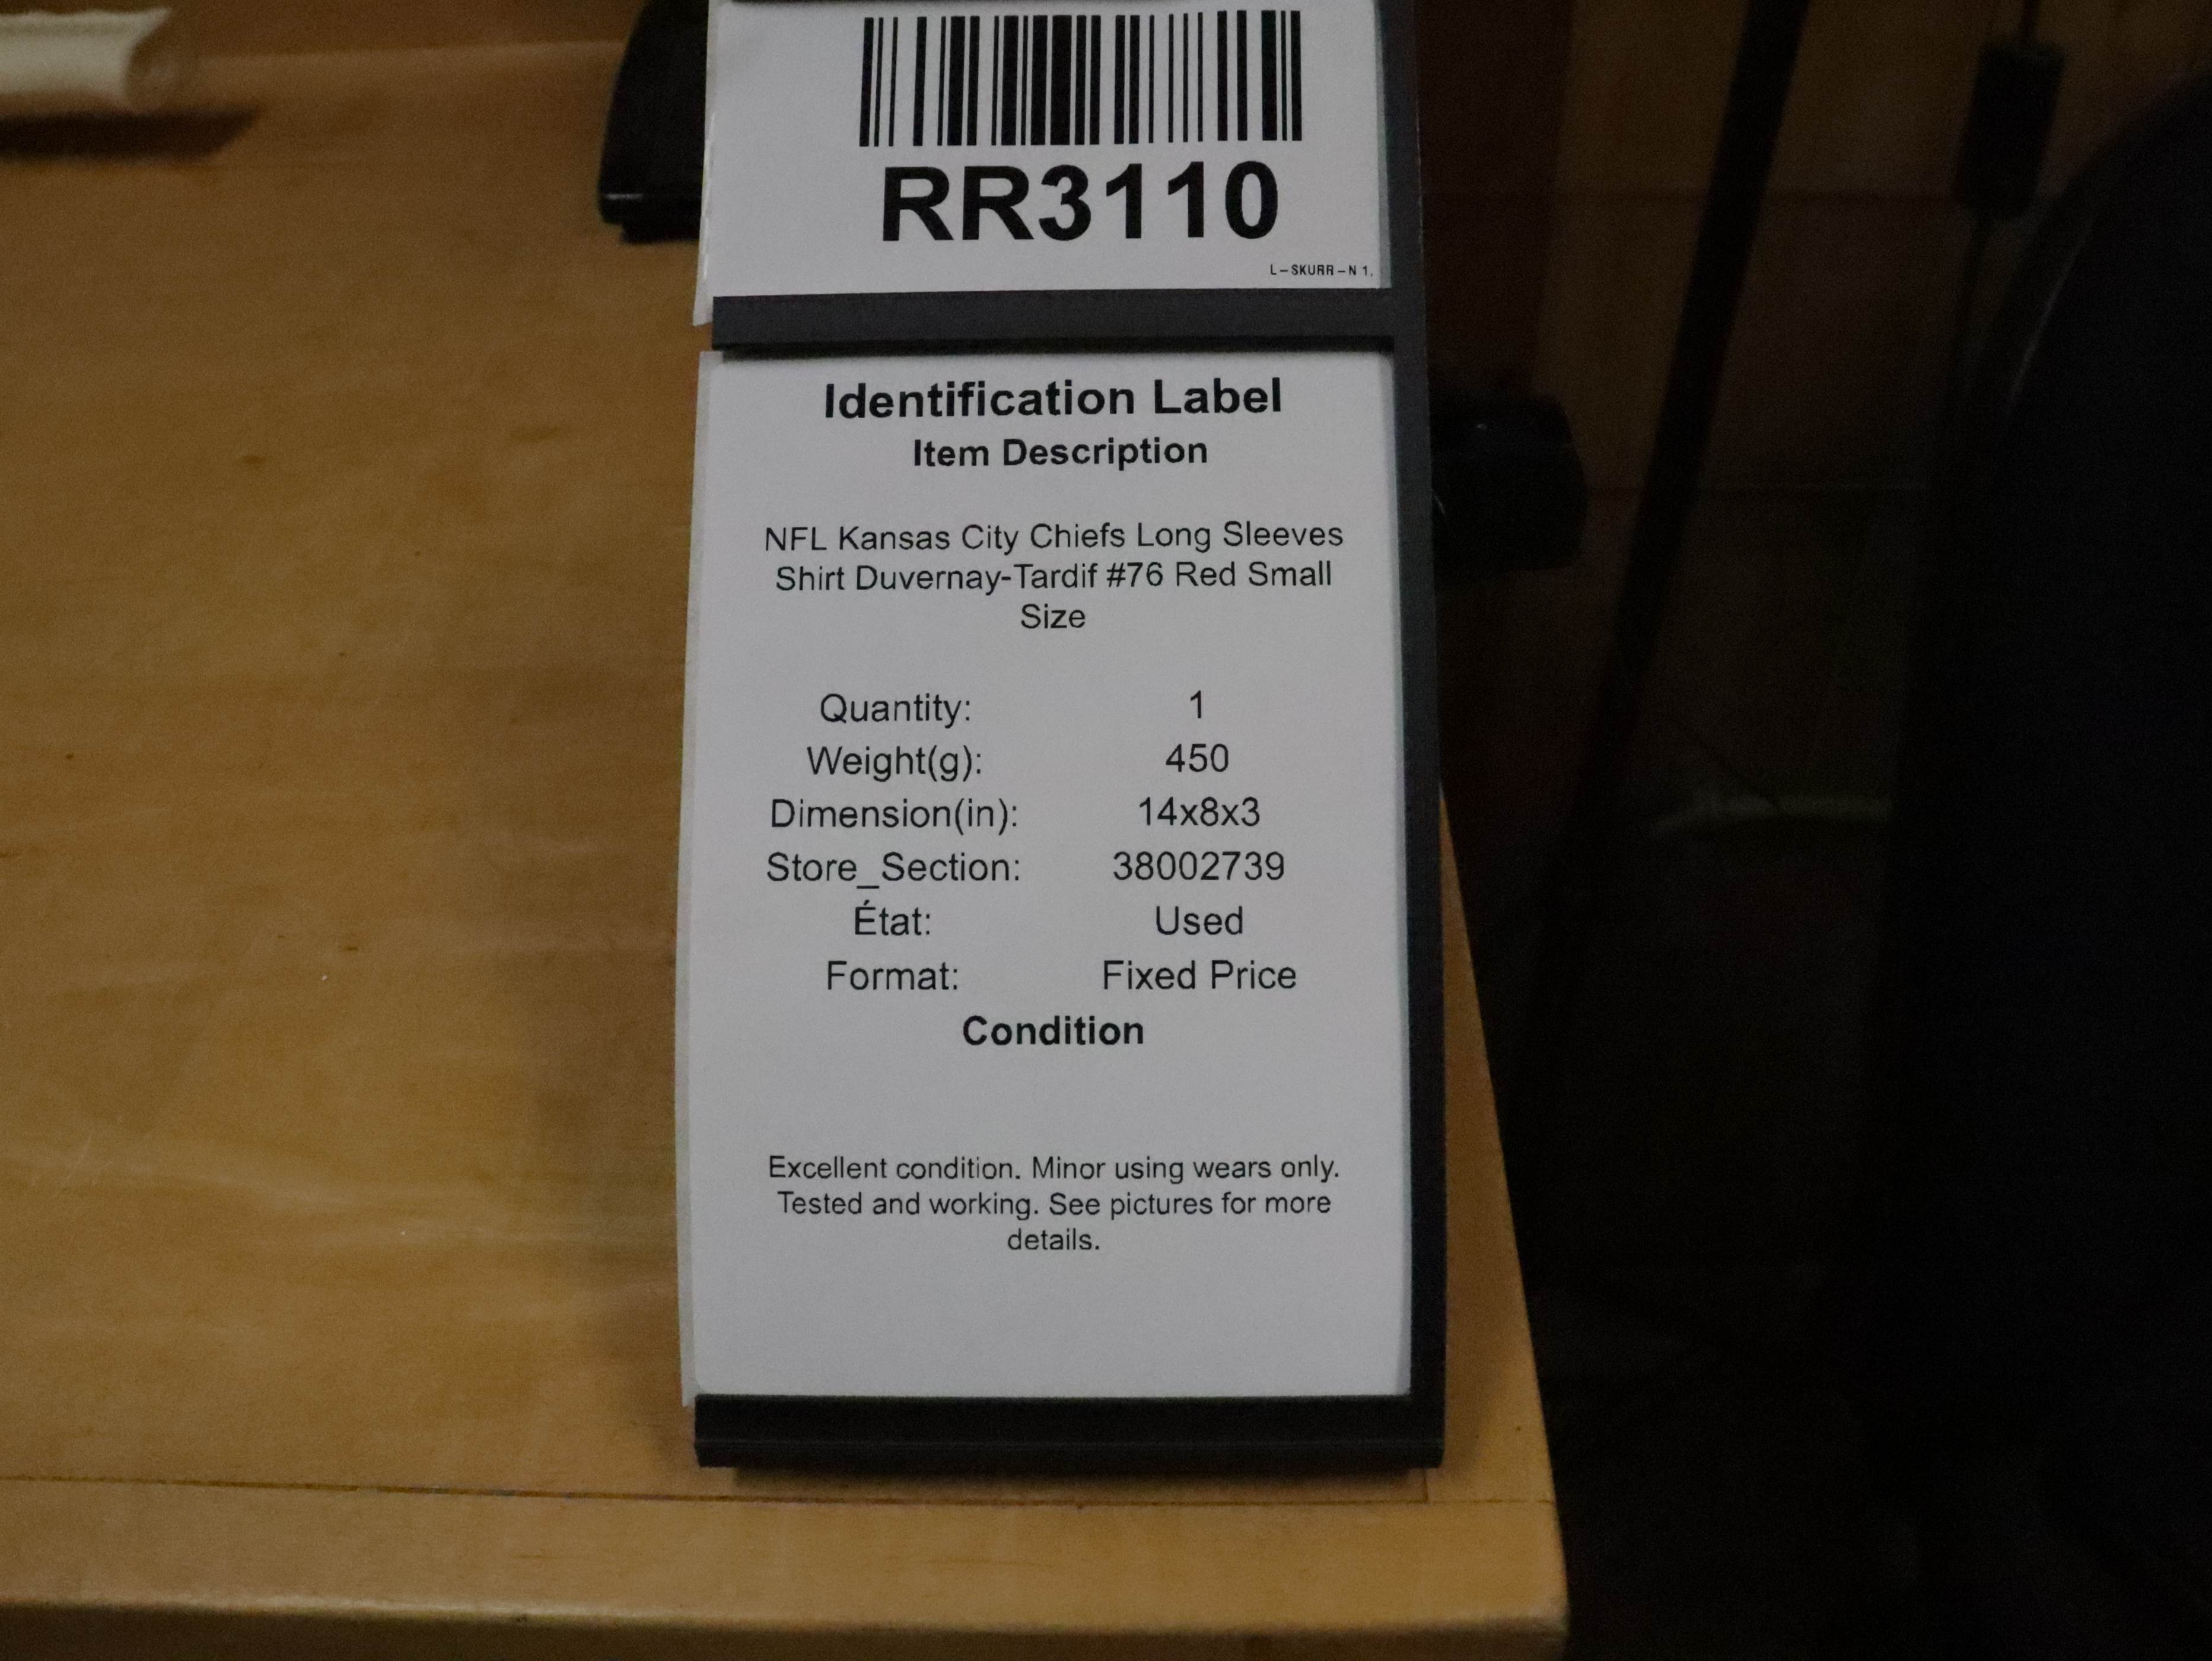 RR3110
L-SKURR-N 1.
Identification Label
Item Description
NFL Kansas City Chiefs Long Sleeves
Shirt Duvernay-Tardif #76 Red Small
Size
Quantity: 1
Weight(g): 450
Dimension(in): 14x8x3
Store_Section: 38002739
État: Used
Format: Fixed Price
Condition
Excellent condition. Minor using wears only.
Tested and working. See pictures for more
details.